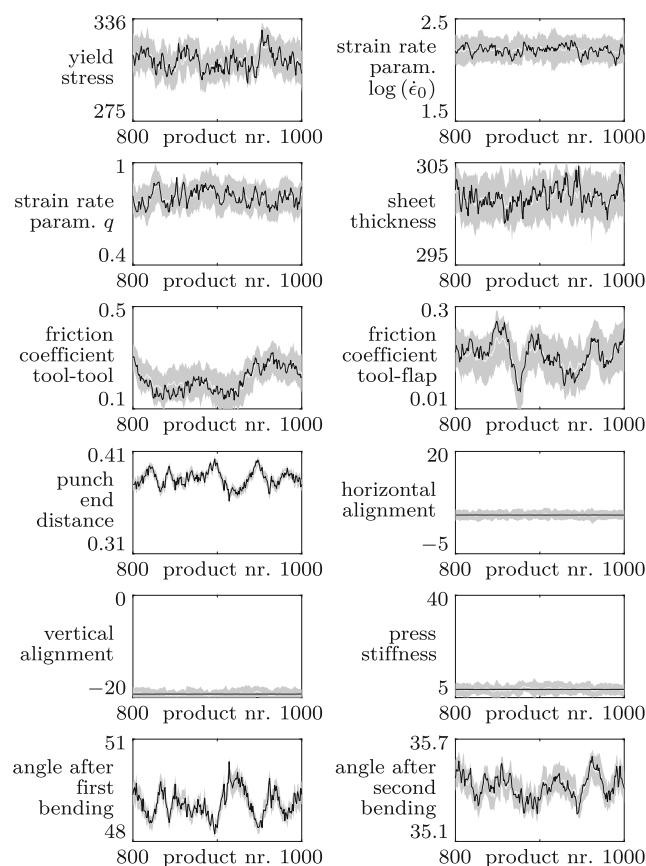 336
yield
stress
275
800 product nr. 1000
2.5
strain rate
param.
log (ϵ̇₀)
1.5
800 product nr. 1000
1
strain rate
param. q
0.4
800 product nr. 1000
305
sheet
thickness
295
800 product nr. 1000
0.5
friction
coefficient
tool-tool
0.1
800 product nr. 1000
0.3
friction
coefficient
tool-flap
0.01
800 product nr. 1000
0.41
punch
end
distance
0.31
800 product nr. 1000
20
horizontal
alignment
−5
800 product nr. 1000
0
vertical
alignment
−20
800 product nr. 1000
40
press
stiffness
5
800 product nr. 1000
51
angle after
first
bending
48
800 product nr. 1000
35.7
angle after
second
bending
35.1
800 product nr. 1000